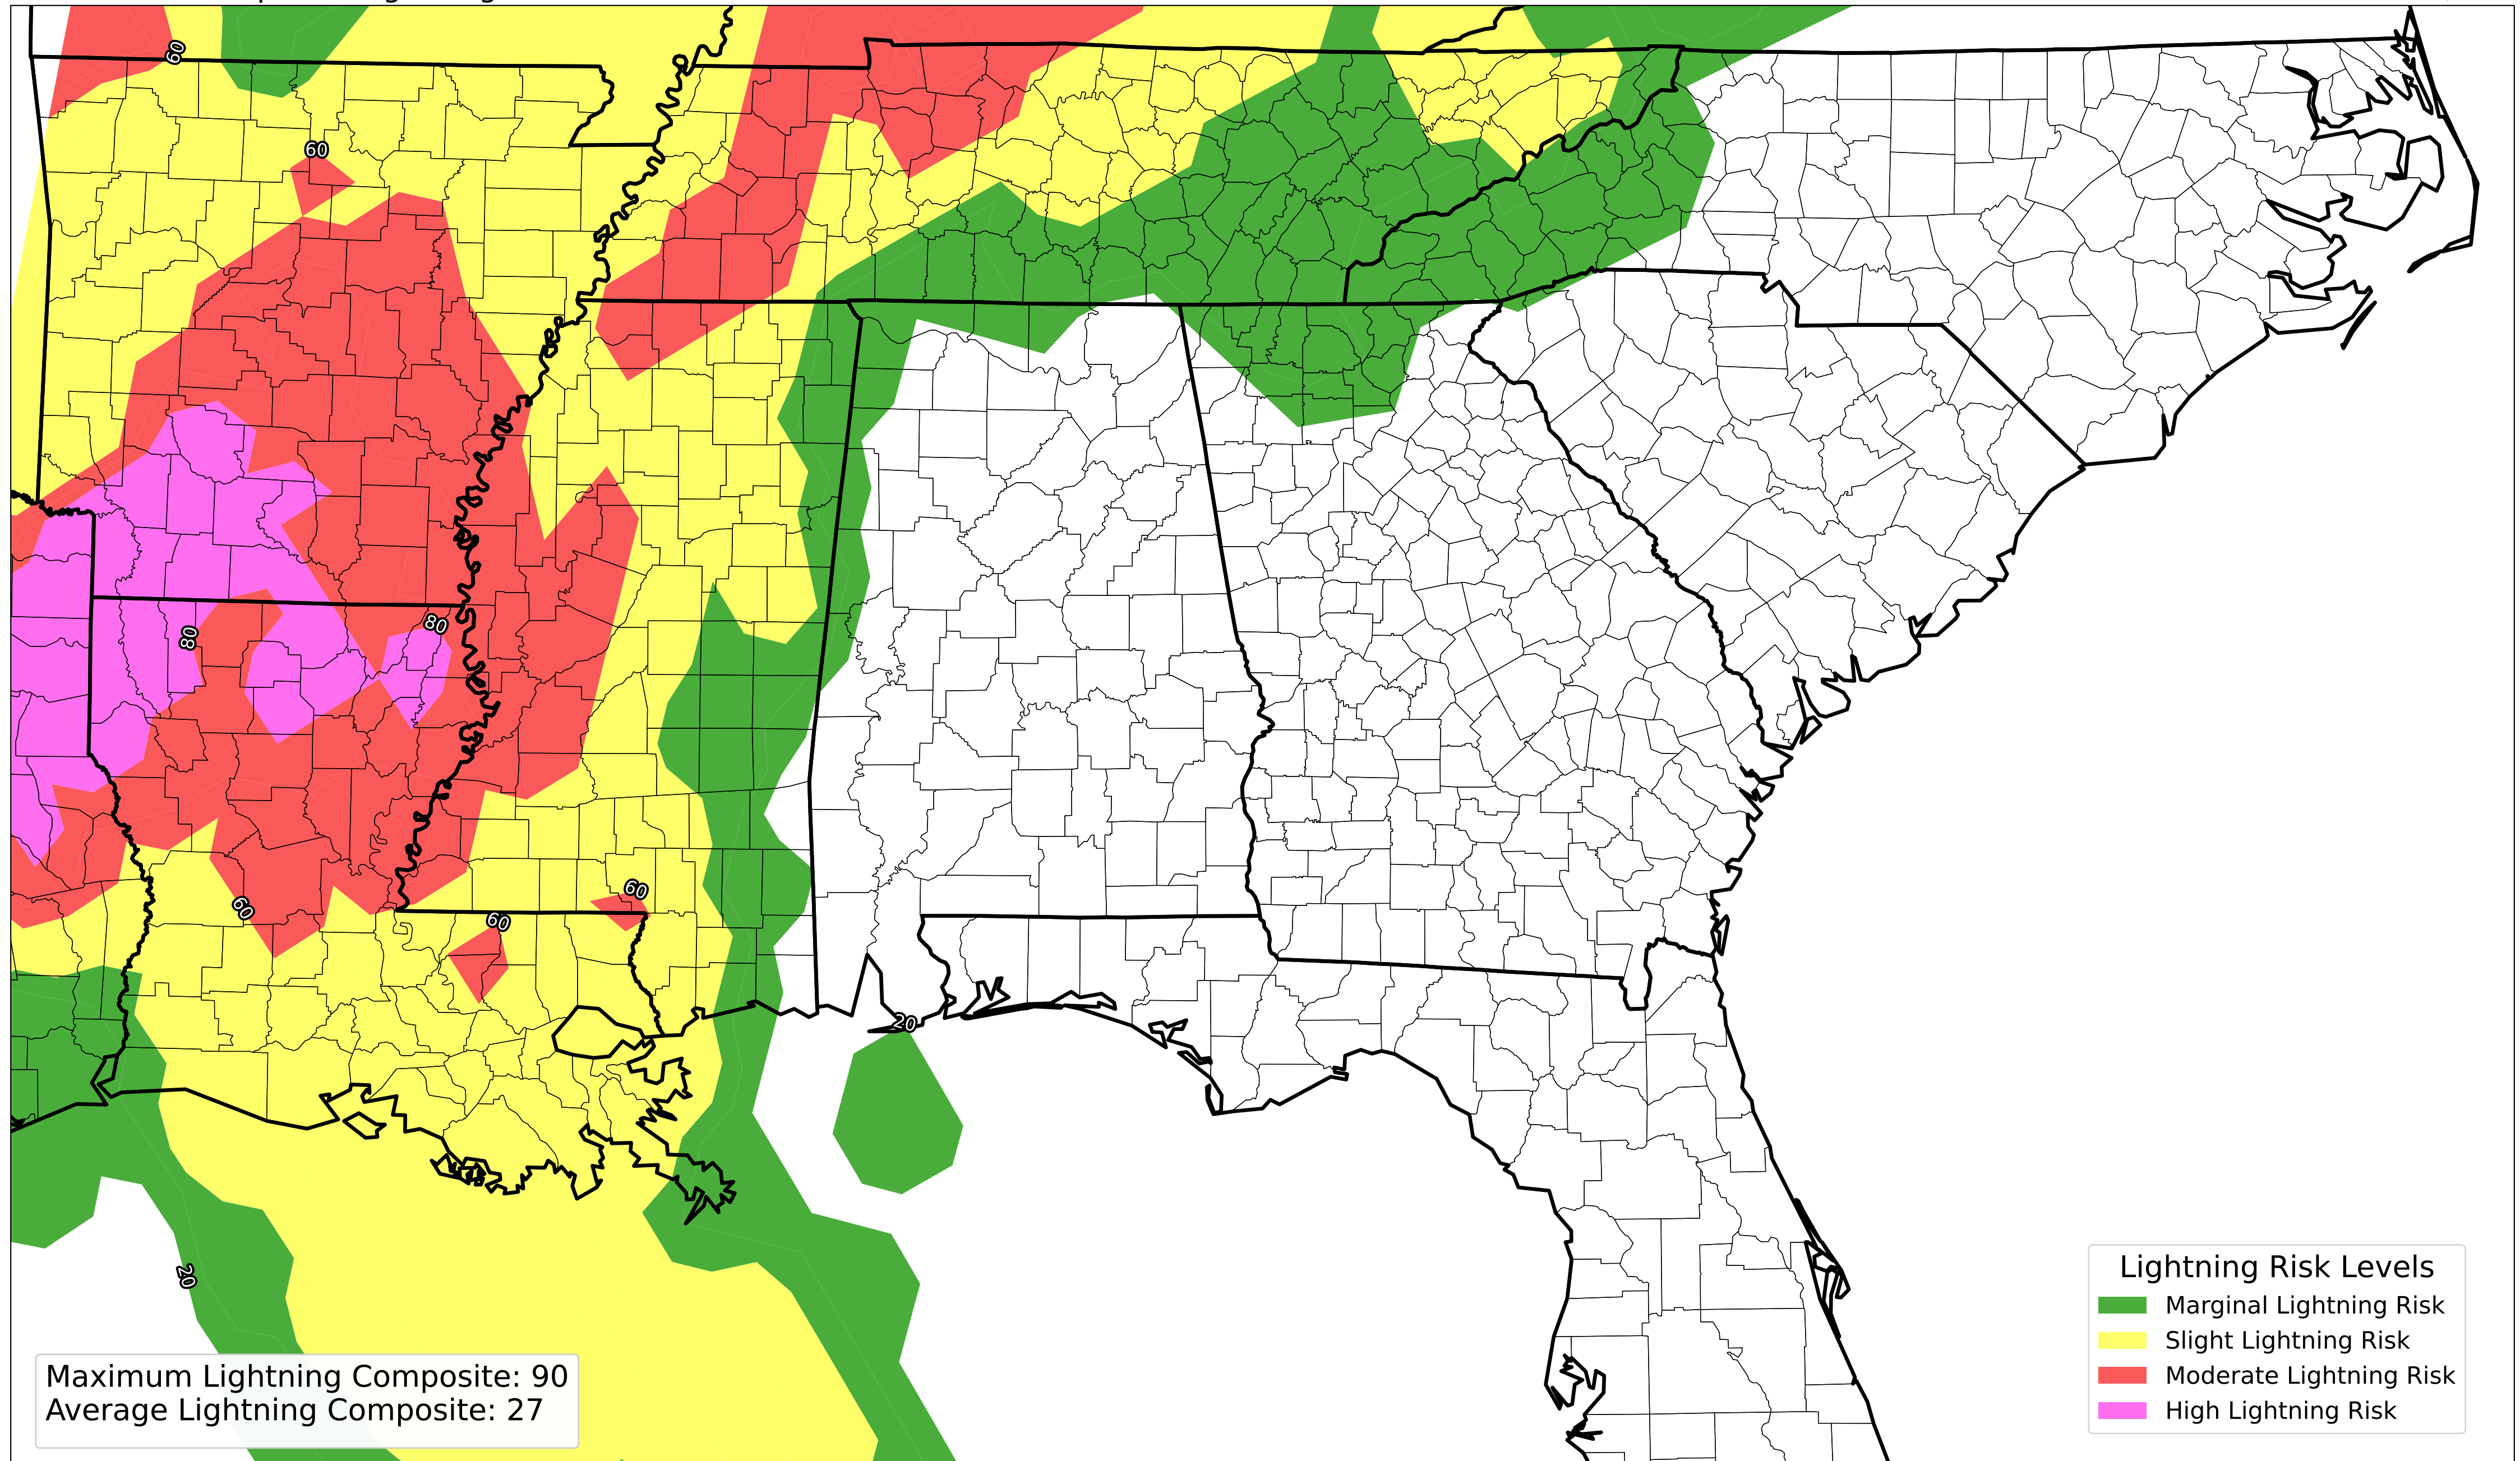 60
60
80
80
60
60
60
20
20
Lightning Risk Levels
Marginal Lightning Risk
Slight Lightning Risk
Moderate Lightning Risk
High Lightning Risk
Maximum Lightning Composite: 90
Average Lightning Composite: 27